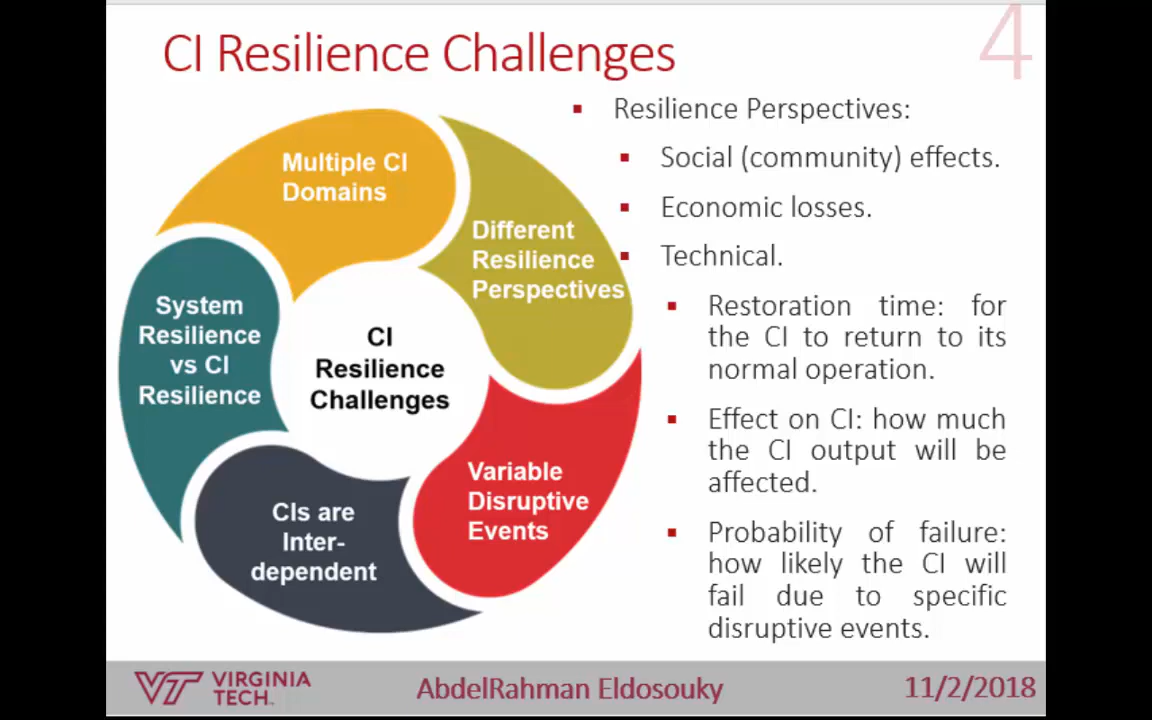 CI Resilience Challenges
4
Multiple CI
Domains
Different
Resilience
Perspectives
System
Resilience
vs CI
Resilience
CI
Resilience
Challenges
Variable
Disruptive
Events
CIs are
Inter-
dependent
▪ Resilience Perspectives:
▪ Social (community) effects.
▪ Economic losses.
▪ Technical.
▪ Restoration time: for
the CI to return to its
normal operation.
▪ Effect on CI: how much
the CI output will be
affected.
▪ Probability of failure:
how likely the CI will
fail due to specific
disruptive events.
VT VIRGINIA
TECH.
AbdelRahman Eldosouky
11/2/2018